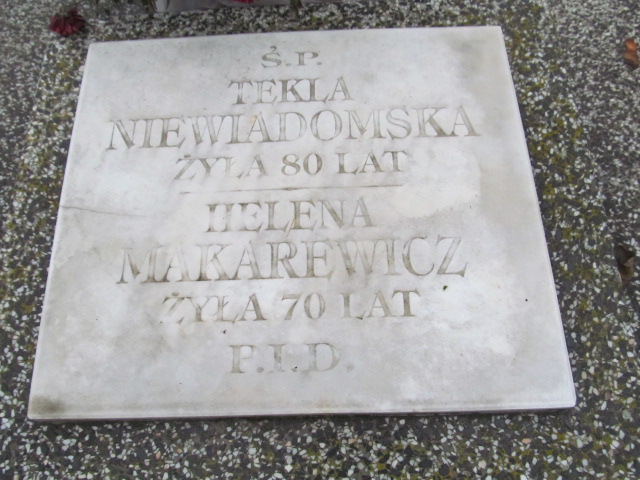 Ś.P.
TEKLA
NIEWIADOMSKA
ŻYŁA 80 LAT
HELENA
MAKAREWICZ
ŻYŁA 70 LAT
P.I.D.